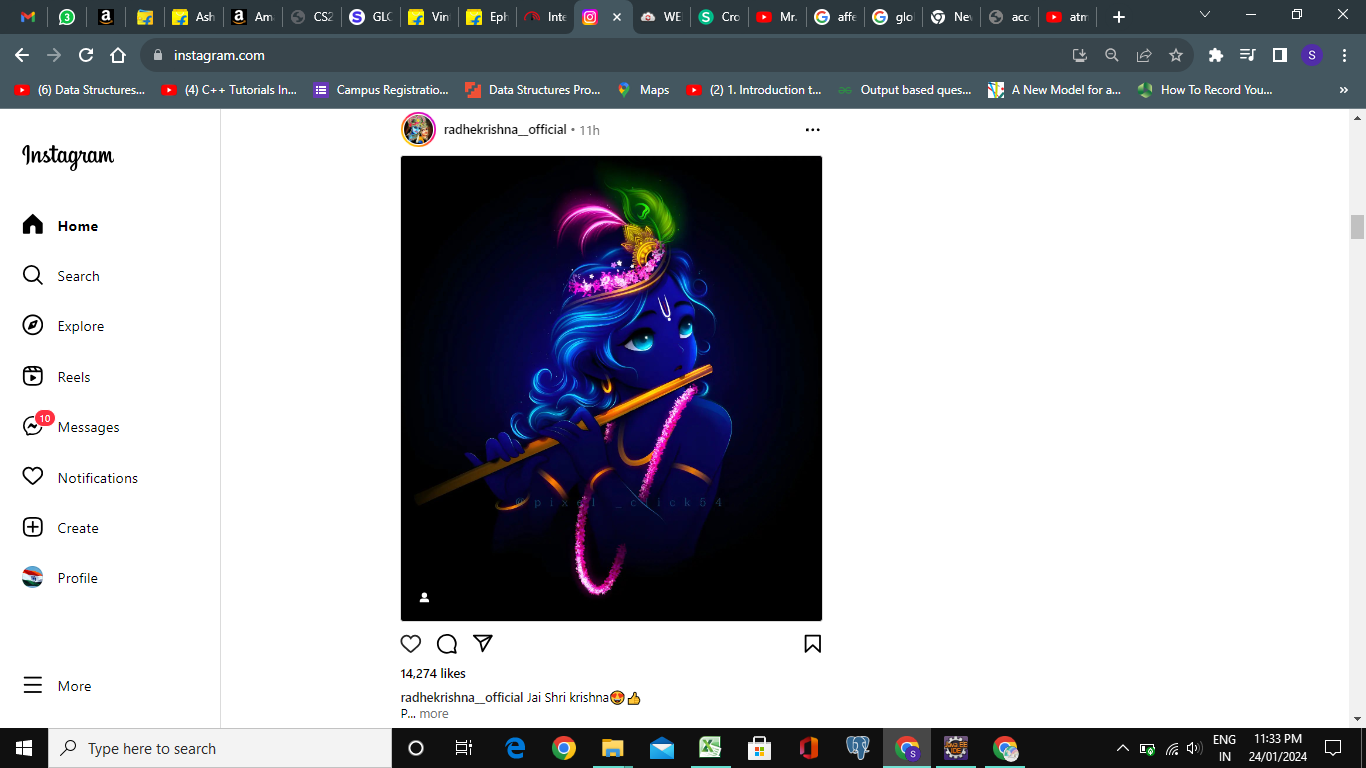 Ash
Am
CS2
GLO
Vin
Eph
Inte
WE
Cro
Mr.
affe
glo
Nev
acc
atm
instagram.com
S
(6) Data Structures...
(4) C++ Tutorials In...
Campus Registratio...
Data Structures Pro...
Maps
(2) 1. Introduction t...
Output based ques...
A New Model for a...
How To Record You...
»
Instagram
Home
Search
Explore
Reels
10
Messages
Notifications
Create
Profile
More
radhekrishna__official • 11h
@pixel_click54
14,274 likes
radhekrishna__official Jai Shri krishna😍👍
P... more
Type here to search
ENG
IN
11:33 PM
24/01/2024